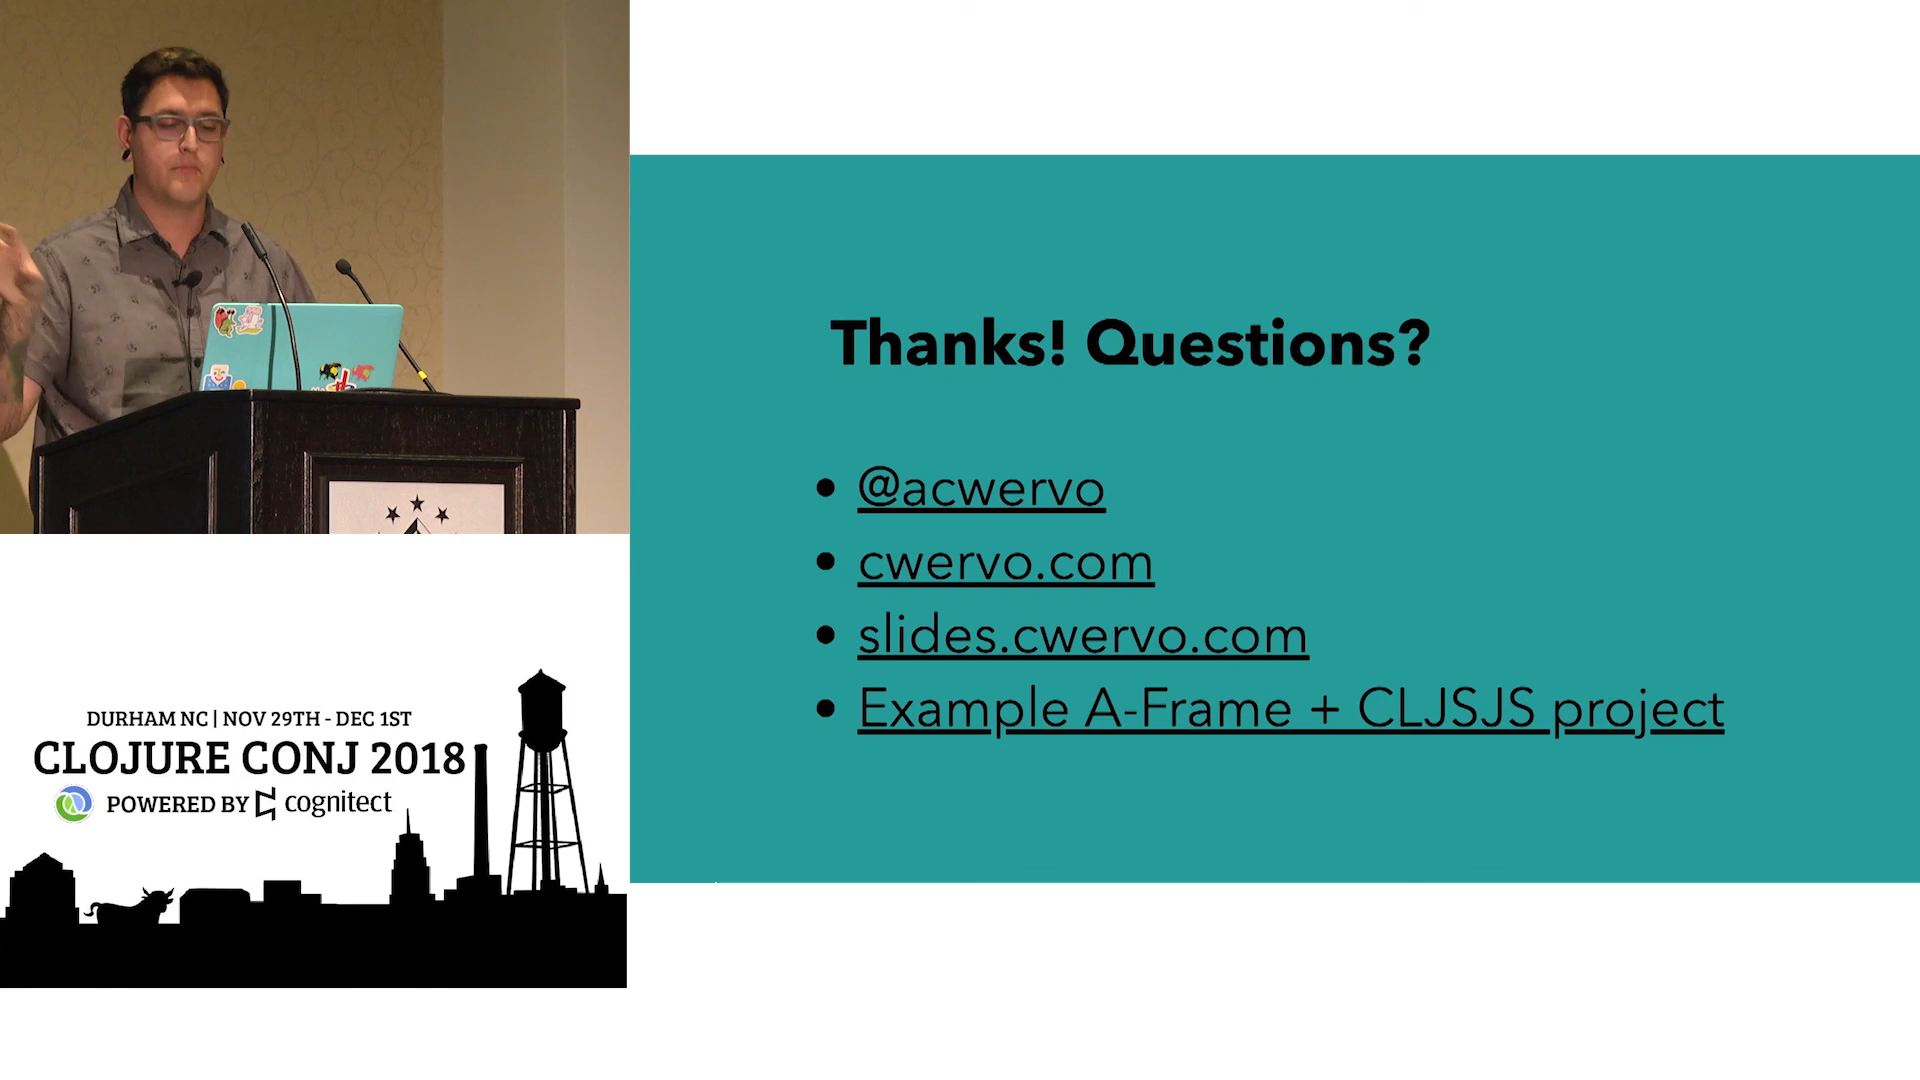 Thanks! Questions?
@acwervo
cwervo.com
slides.cwervo.com
Example A-Frame + CLJSJS project
DURHAM NC | NOV 29TH - DEC 1ST
CLOJURE CONJ 2018
POWERED BY cognitect